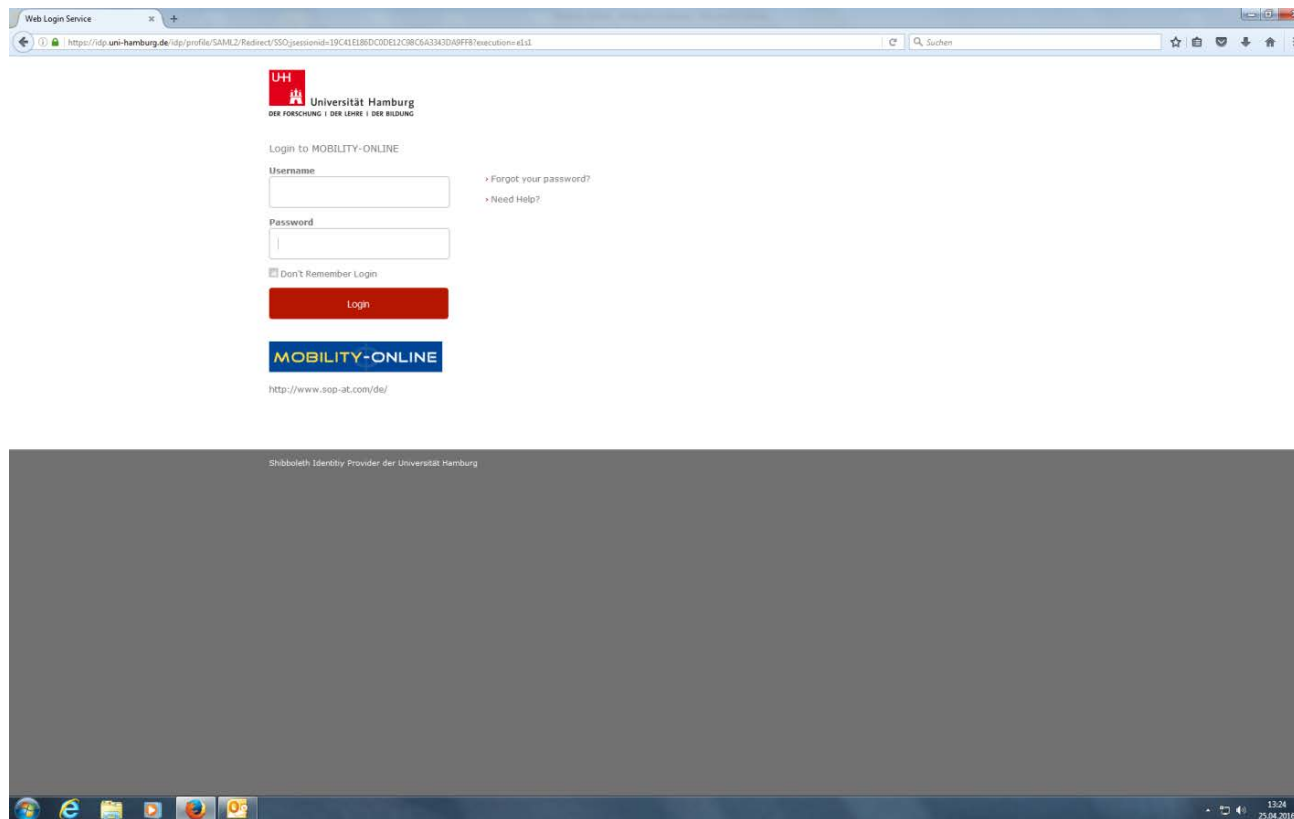 Web Login Service
https://idp.uni-hamburg.de/idp/profile/SAML2/Redirect/SSO;jsessionid=19C41E186DC0DE12C98C6A3343DA9FF8?execution=e1s1
Suchen
UHH
Universität Hamburg
DER FORSCHUNG | DER LEHRE | DER BILDUNG
Login to MOBILITY-ONLINE
Username
› Forgot your password?
› Need Help?
Password
Don't Remember Login
Login
MOBILITY-ONLINE
http://www.sop-at.com/de/
Shibboleth Identitiy Provider der Universität Hamburg
13:24
25.04.2016